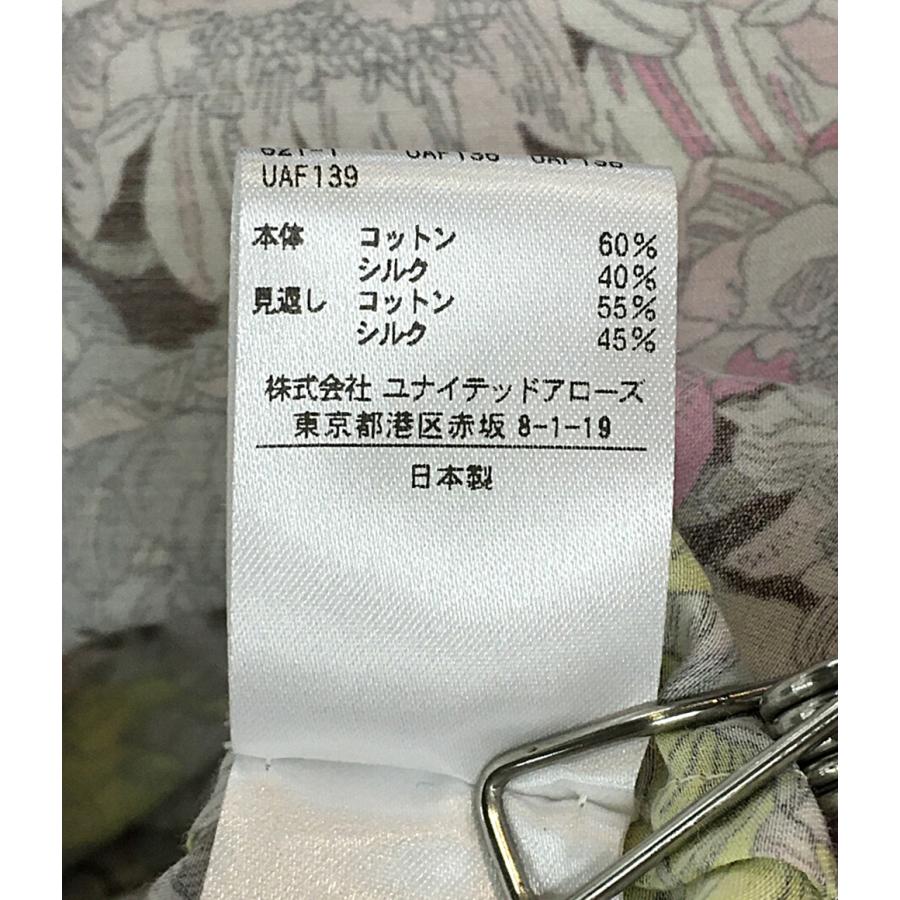 UAF139
本体 コットン 60%
シルク 40%
見返し コットン 55%
シルク 45%
株式会社 ユナイテッドアローズ
東京都港区赤坂 8-1-19
日本製